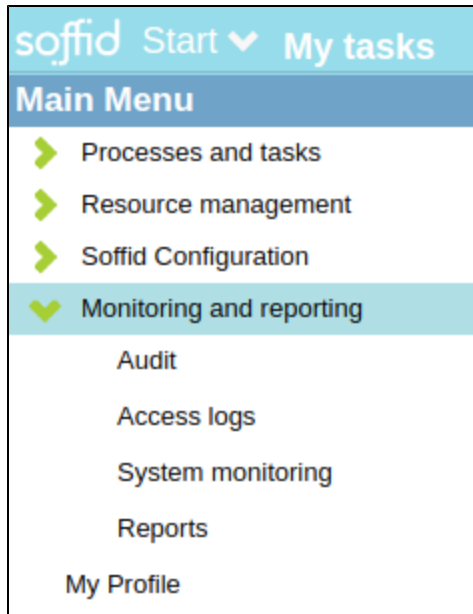 soffid Start My tasks
Main Menu
Processes and tasks
Resource management
Soffid Configuration
Monitoring and reporting
Audit
Access logs
System monitoring
Reports
My Profile